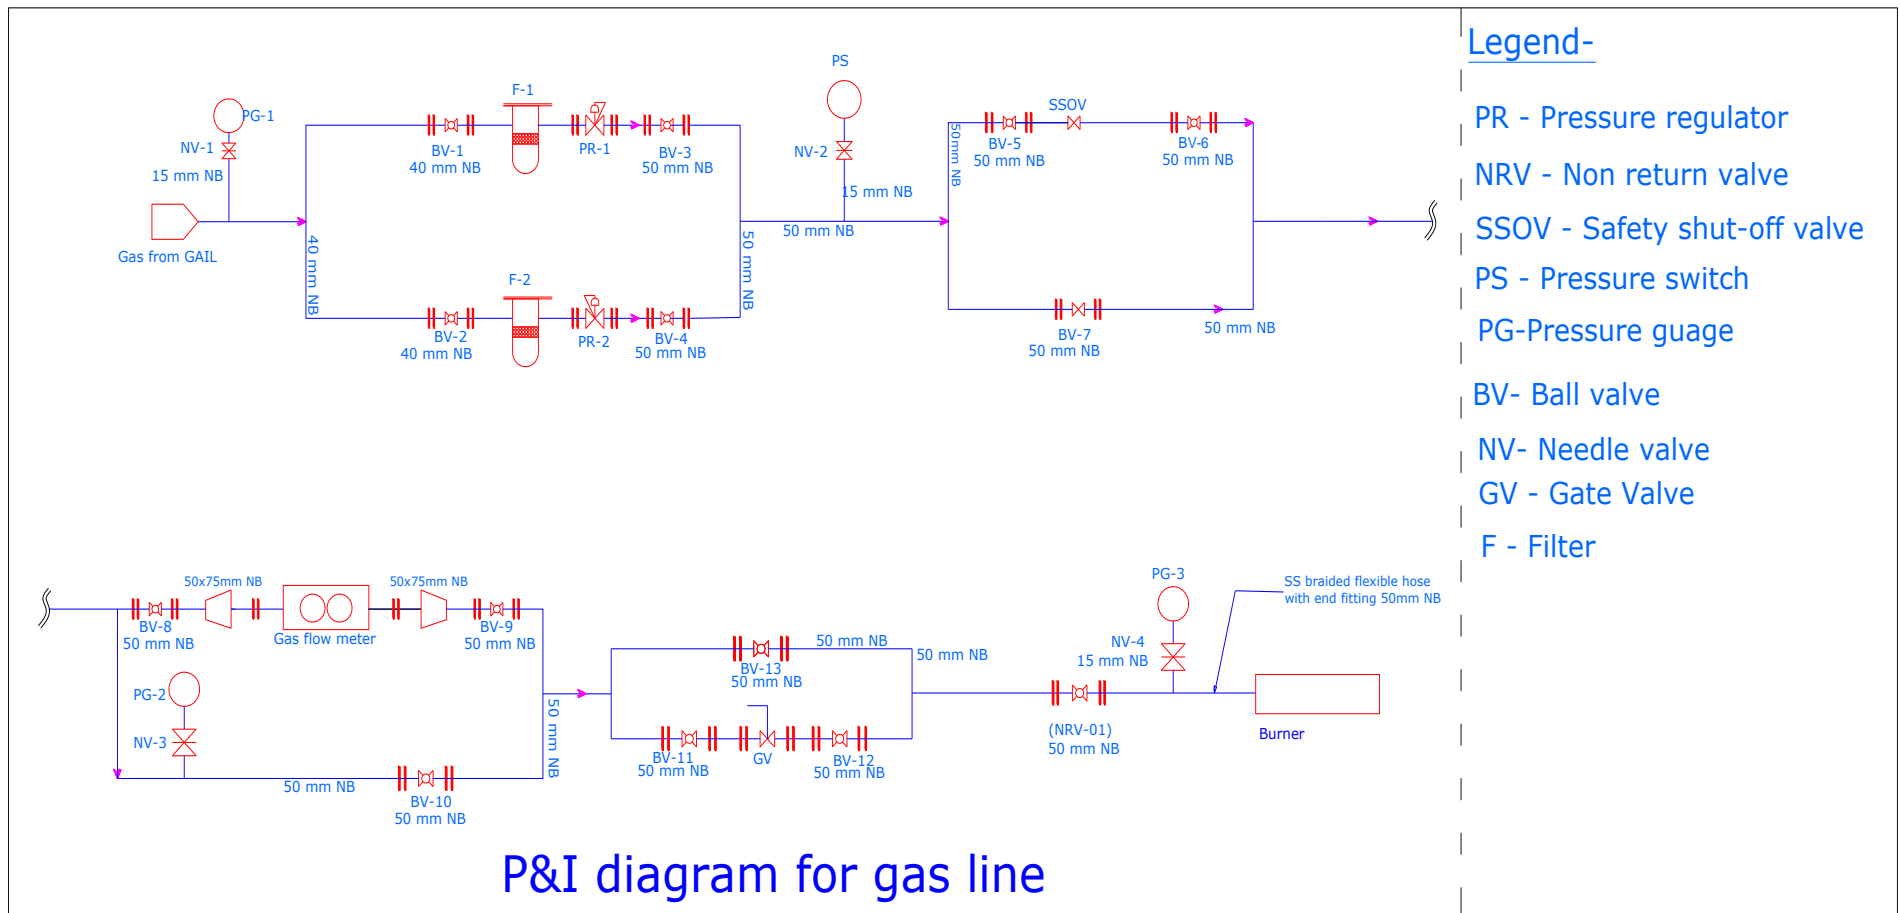 Legend-
PR - Pressure regulator
NRV - Non return valve
SSOV - Safety shut-off valve
PS - Pressure switch
PG-Pressure guage
BV- Ball valve
NV- Needle valve
GV - Gate Valve
F - Filter
PG-1
NV-1
15 mm NB
Gas from GAIL
40 mm NB
F-1
BV-1
40 mm NB
PR-1
BV-3
50 mm NB
F-2
BV-2
40 mm NB
PR-2
BV-4
50 mm NB
50 mm NB
PS
NV-2
15 mm NB
50 mm NB
50mm NB
SSOV
BV-5
50 mm NB
BV-6
50 mm NB
BV-7
50 mm NB
50 mm NB
50x75mm NB
50x75mm NB
BV-8
50 mm NB
Gas flow meter
BV-9
50 mm NB
PG-2
NV-3
50 mm NB
BV-10
50 mm NB
50 mm NB
BV-13
50 mm NB
50 mm NB
50 mm NB
BV-11
50 mm NB
GV
BV-12
50 mm NB
(NRV-01)
50 mm NB
PG-3
NV-4
15 mm NB
SS braided flexible hose
with end fitting 50mm NB
Burner
P&I diagram for gas line